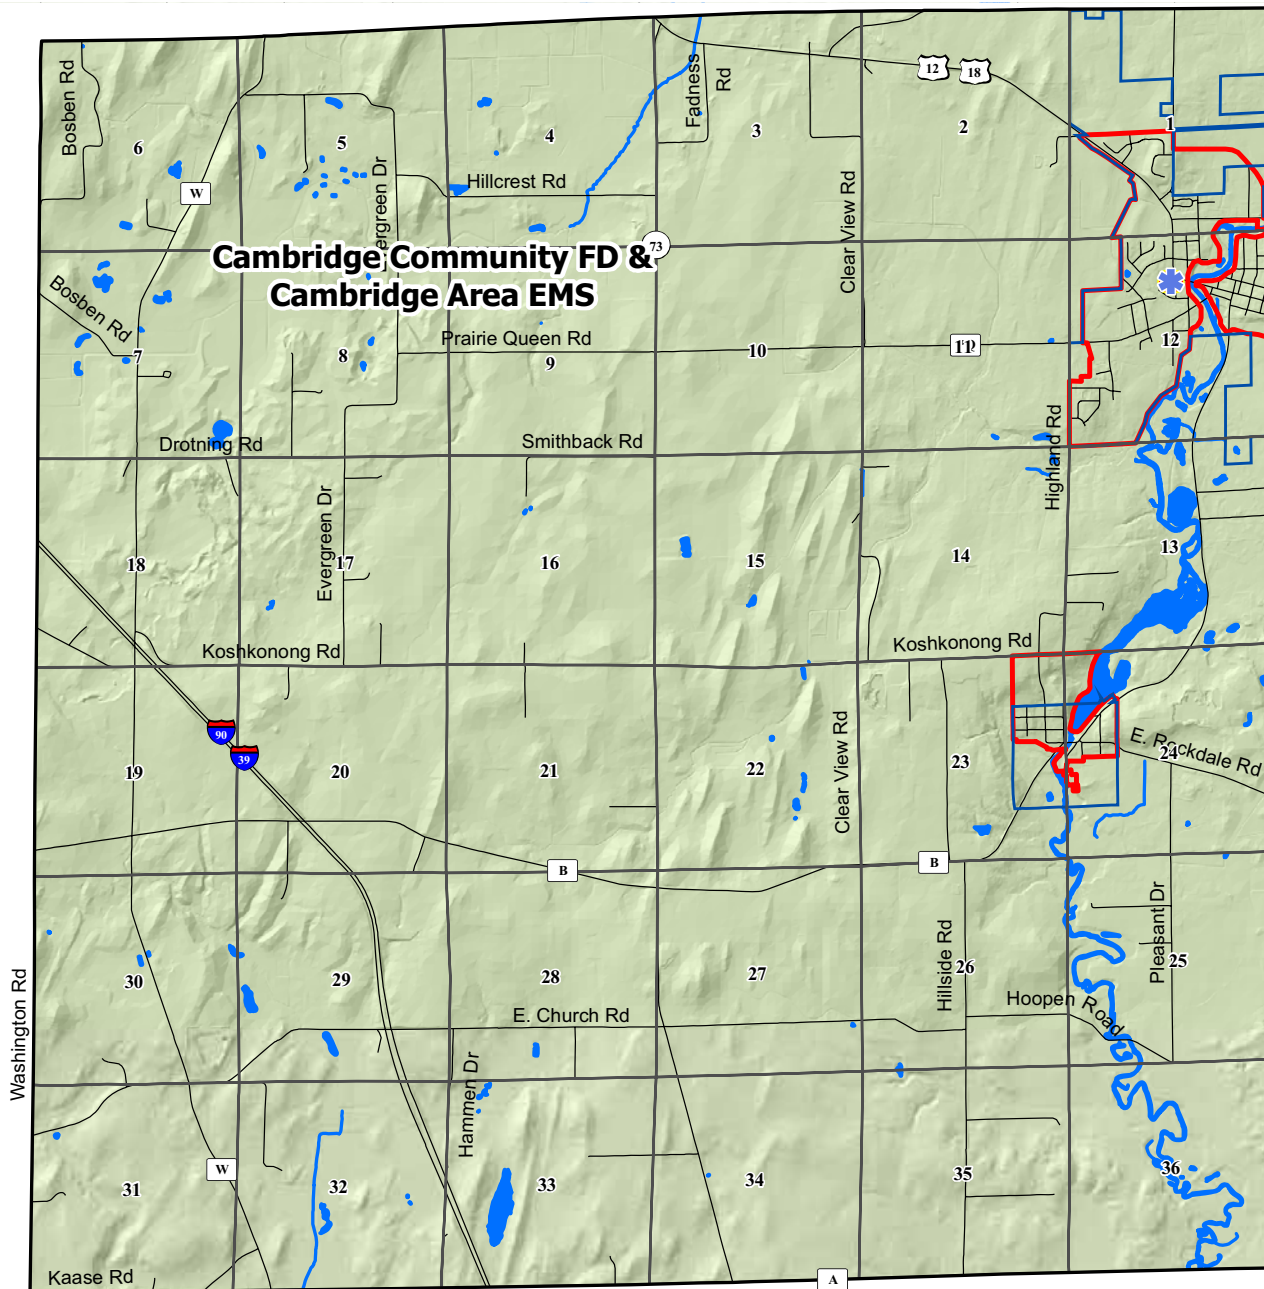 Bosben Rd
Fadness
Rd
12
18
6
5
4
3
2
1
W
Evergreen Dr
Hillcrest Rd
Clear View Rd
73
Cambridge Community FD &
Cambridge Area EMS
Bosben Rd
Prairie Queen Rd
7
8
9
10
11
12
Drotning Rd
Smithback Rd
Highland Rd
Evergreen Dr
18
17
16
15
14
13
Koshkonong Rd
Koshkonong Rd
90
39
19
20
21
22
Clear View Rd
23
24
E. Rockdale Rd
B
B
Washington Rd
30
29
28
27
Hillside Rd
26
Pleasant Dr
25
Hoopen Road
E. Church Rd
Hammen Dr
W
31
32
33
34
35
36
Kaase Rd
A